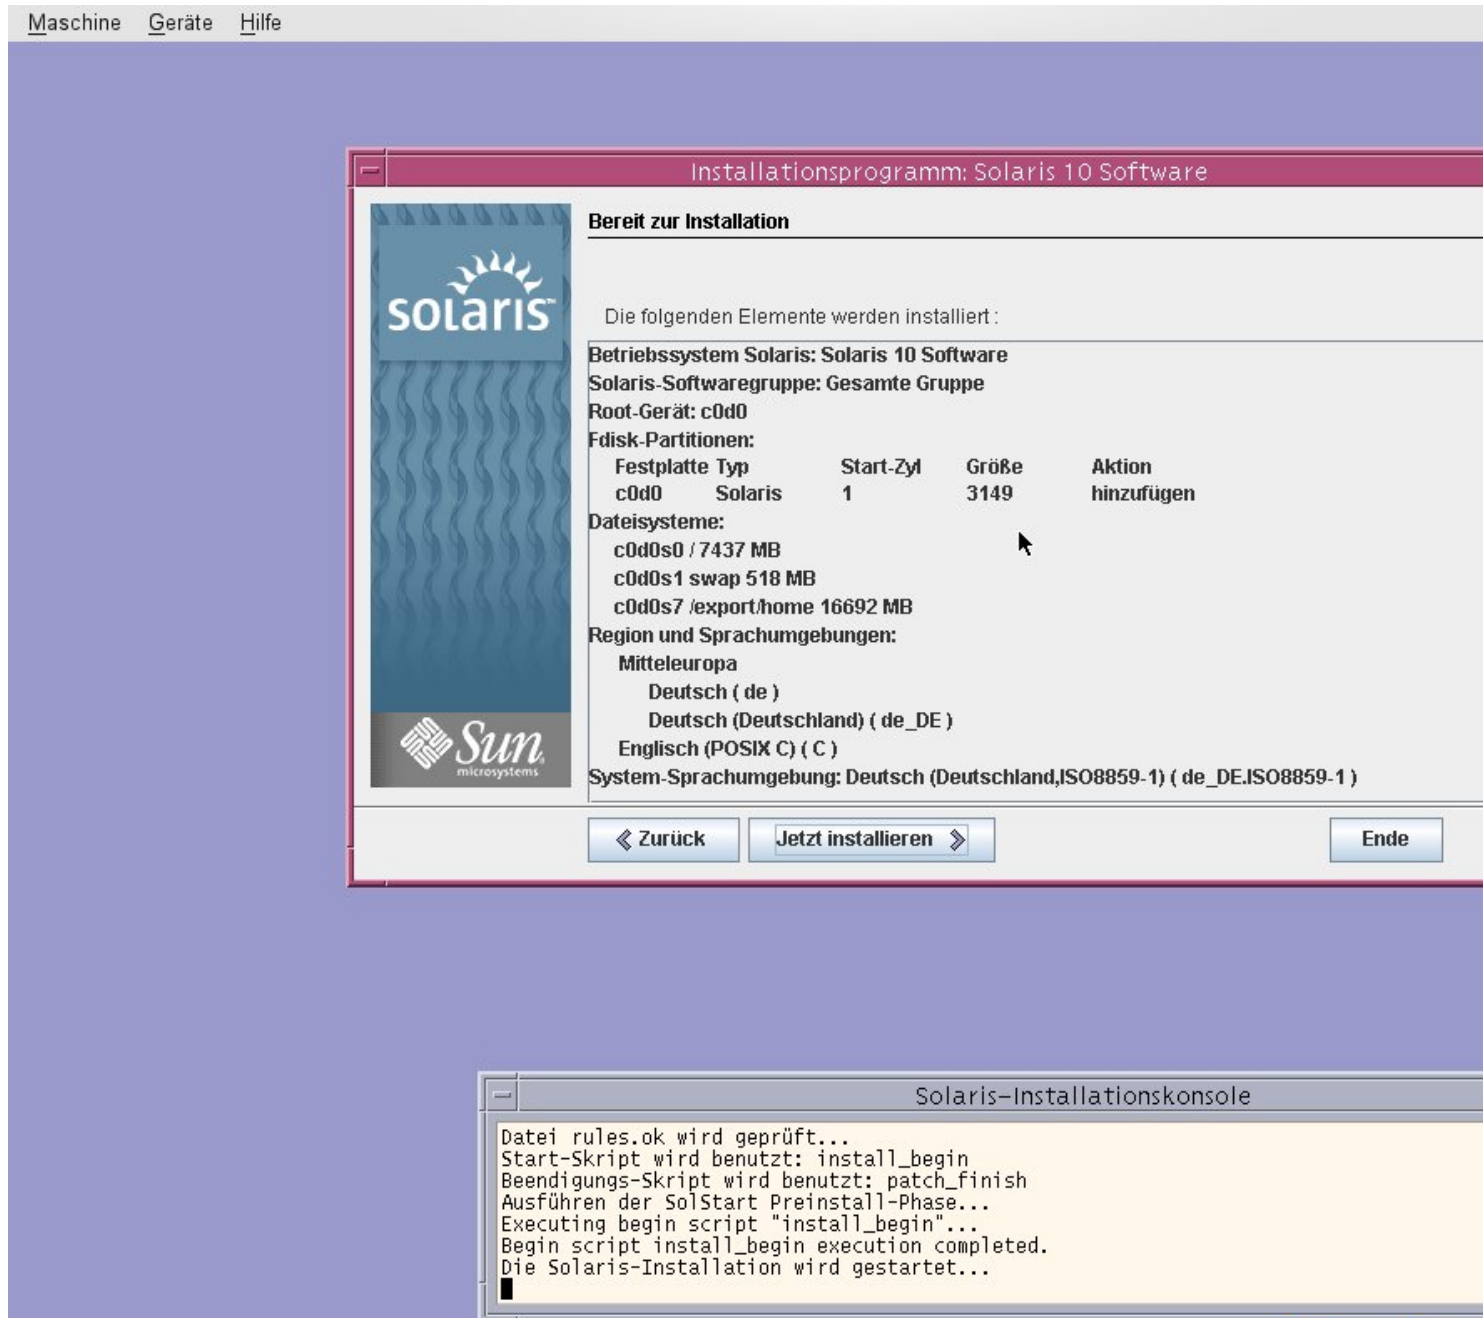 Maschine Geräte Hilfe
Installationsprogramm: Solaris 10 Software
solaris™
Bereit zur Installation
Die folgenden Elemente werden installiert :
Betriebssystem Solaris: Solaris 10 Software
Solaris-Softwaregruppe: Gesamte Gruppe
Root-Gerät: c0d0
Fdisk-Partitionen:
Festplatte Typ Start-Zyl Größe Aktion
c0d0 Solaris 1 3149 hinzufügen
Dateisysteme:
c0d0s0 / 7437 MB
c0d0s1 swap 518 MB
c0d0s7 /export/home 16692 MB
Region und Sprachumgebungen:
Mitteleuropa
Deutsch ( de )
Deutsch (Deutschland) ( de_DE )
Englisch (POSIX C) ( C )
System-Sprachumgebung: Deutsch (Deutschland,ISO8859-1) ( de_DE.ISO8859-1 )
Sun
microsystems
Zurück Jetzt installieren Ende
Solaris-Installationskonsole
Datei rules.ok wird geprüft...
Start-Skript wird benutzt: install_begin
Beendigungs-Skript wird benutzt: patch_finish
Ausführen der SolStart Preinstall-Phase...
Executing begin script "install_begin"...
Begin script install_begin execution completed.
Die Solaris-Installation wird gestartet...